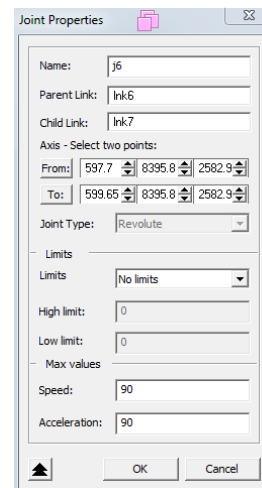 Joint Properties
Name: j6
Parent Link: lnk6
Child Link: lnk7
Axis - Select two points:
From: 597.7 8395.8 2582.9
To: 599.65 8395.8 2582.9
Joint Type: Revolute
Limits
Limits No limits
High limit: 0
Low limit: 0
Max values
Speed: 90
Acceleration: 90
OK Cancel